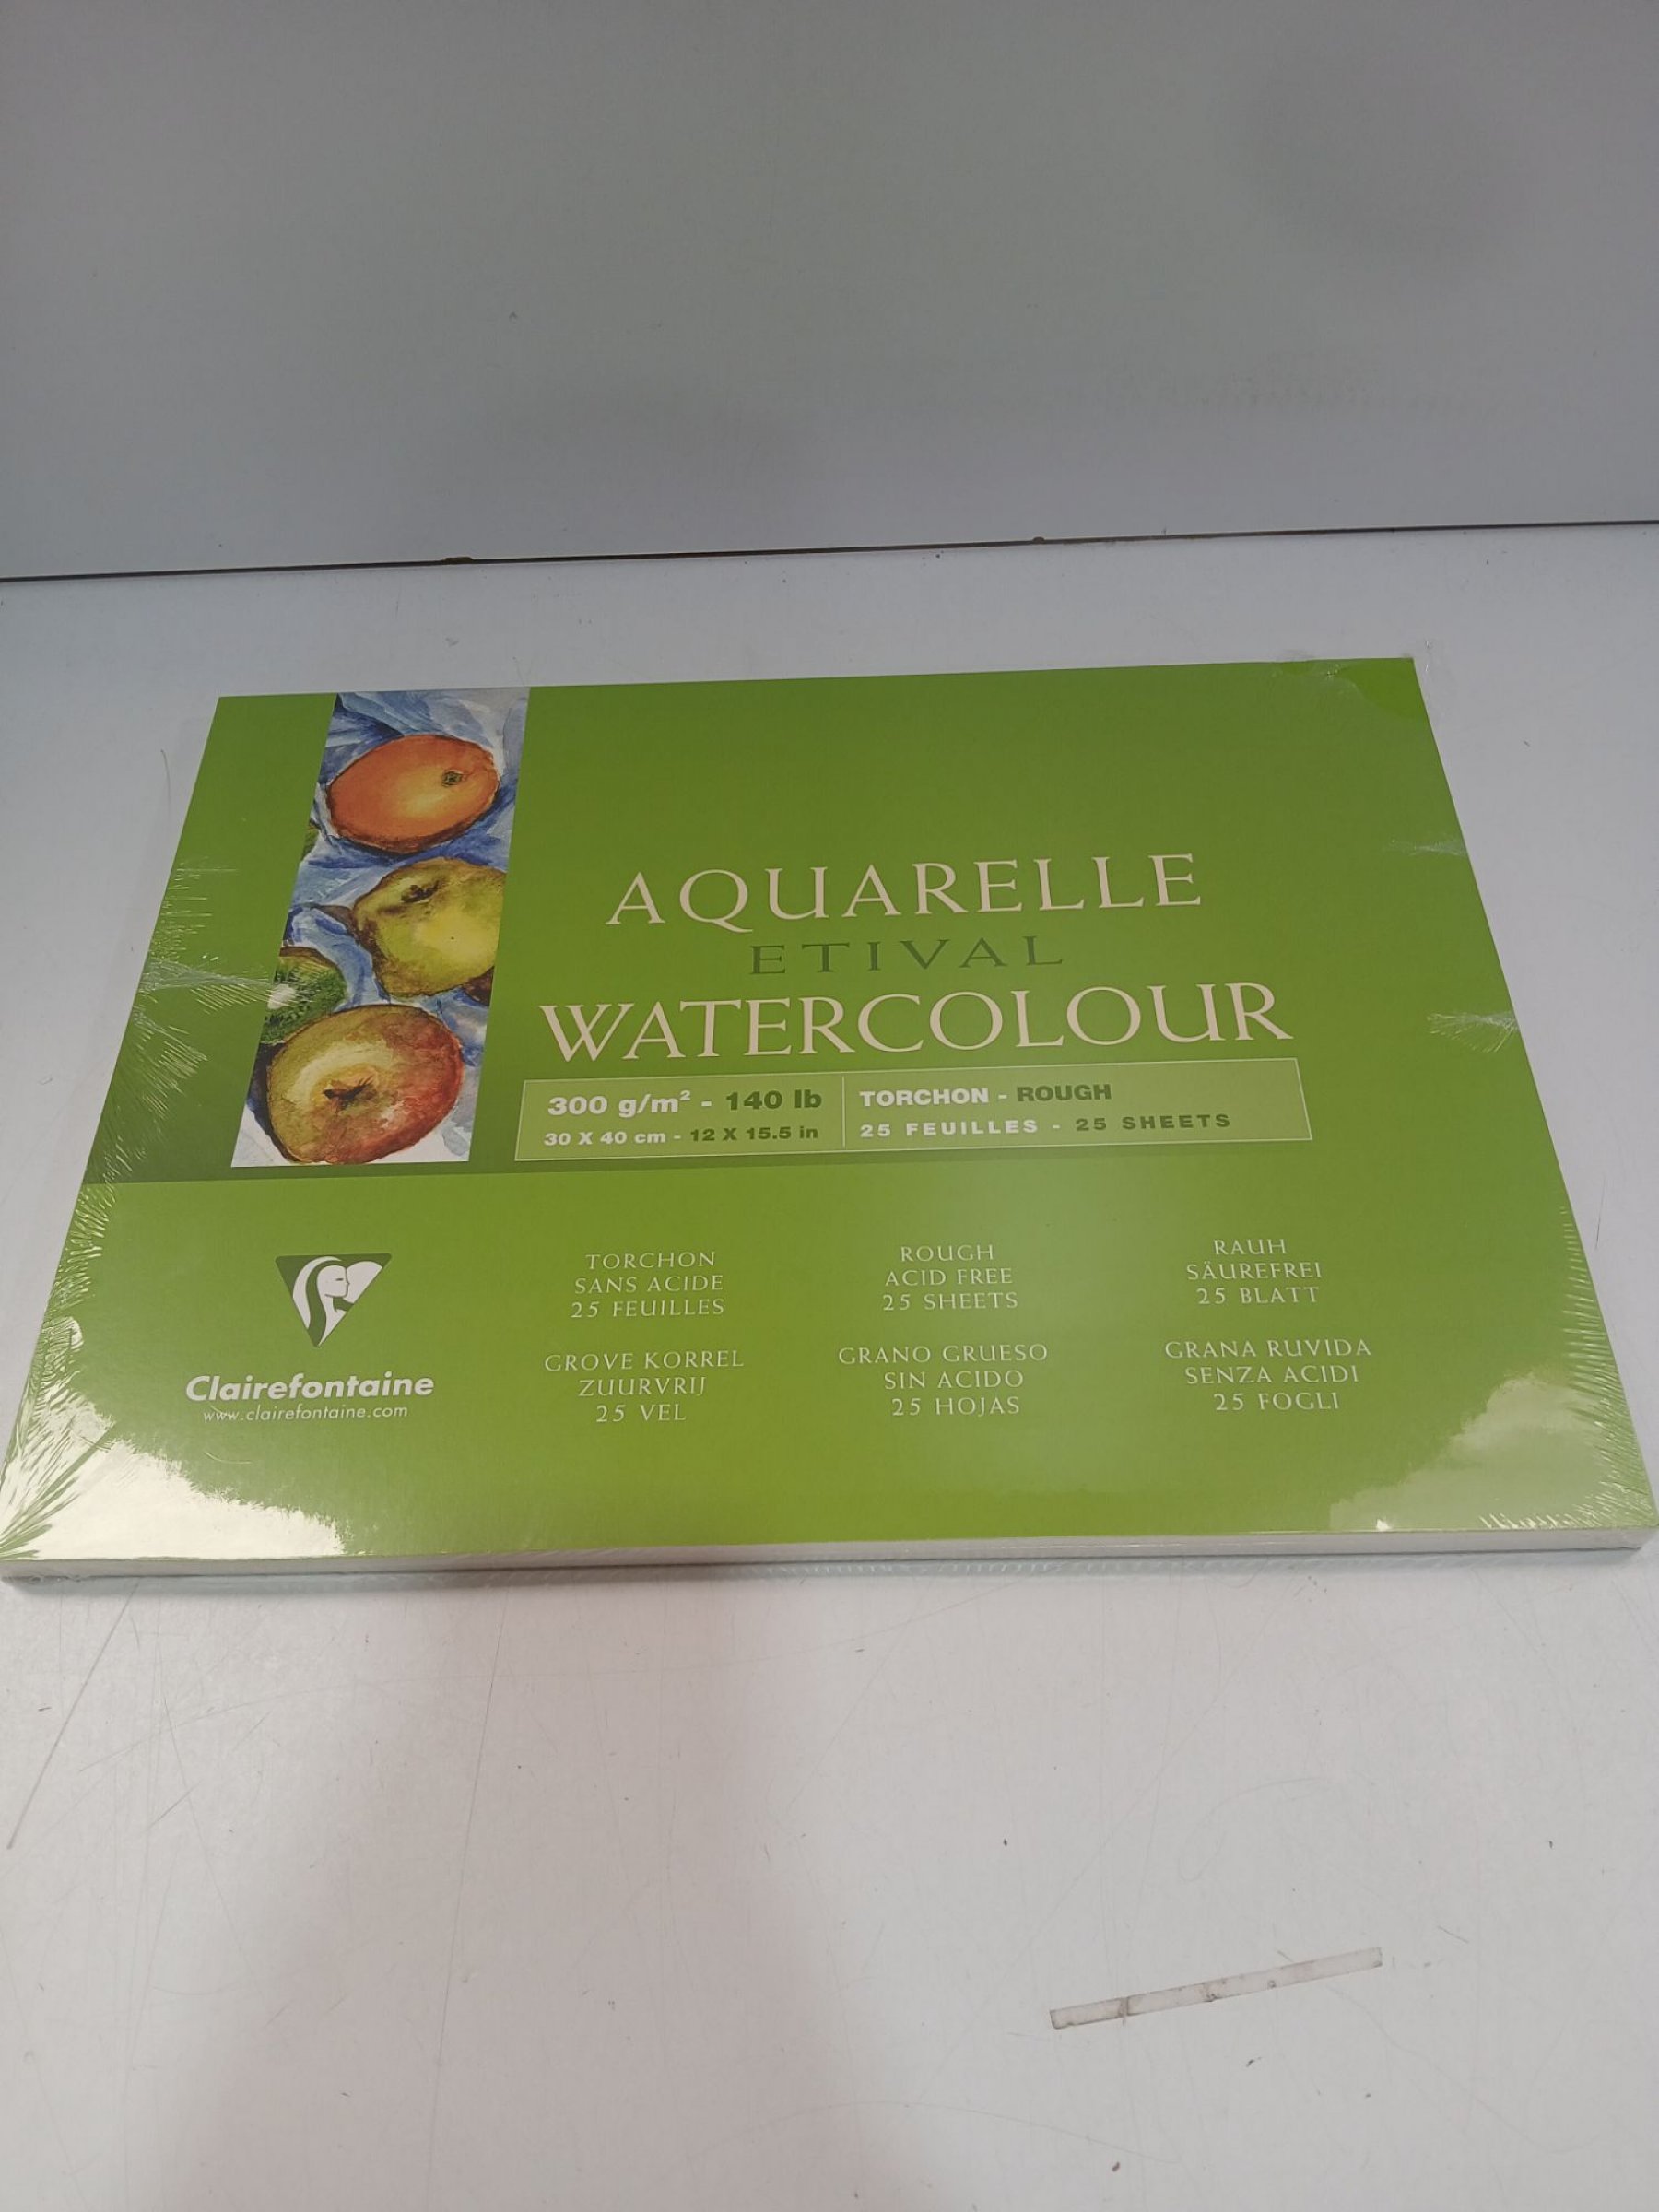 AQUARELLE
ETIVAL
WATERCOLOUR
300 g/m² - 140 lb
30 X 40 cm - 12 X 15.5 in
TORCHON - ROUGH
25 FEUILLES - 25 SHEETS
Clairefontaine
www.clairefontaine.com
TORCHON
SANS ACIDE
25 FEUILLES
ROUGH
ACID FREE
25 SHEETS
RAUH
SÄUREFREI
25 BLATT
GROVE KORREL
ZUURVRIJ
25 VEL
GRANO GRUESO
SIN ACIDO
25 HOJAS
GRANA RUVIDA
SENZA ACIDI
25 FOGLI